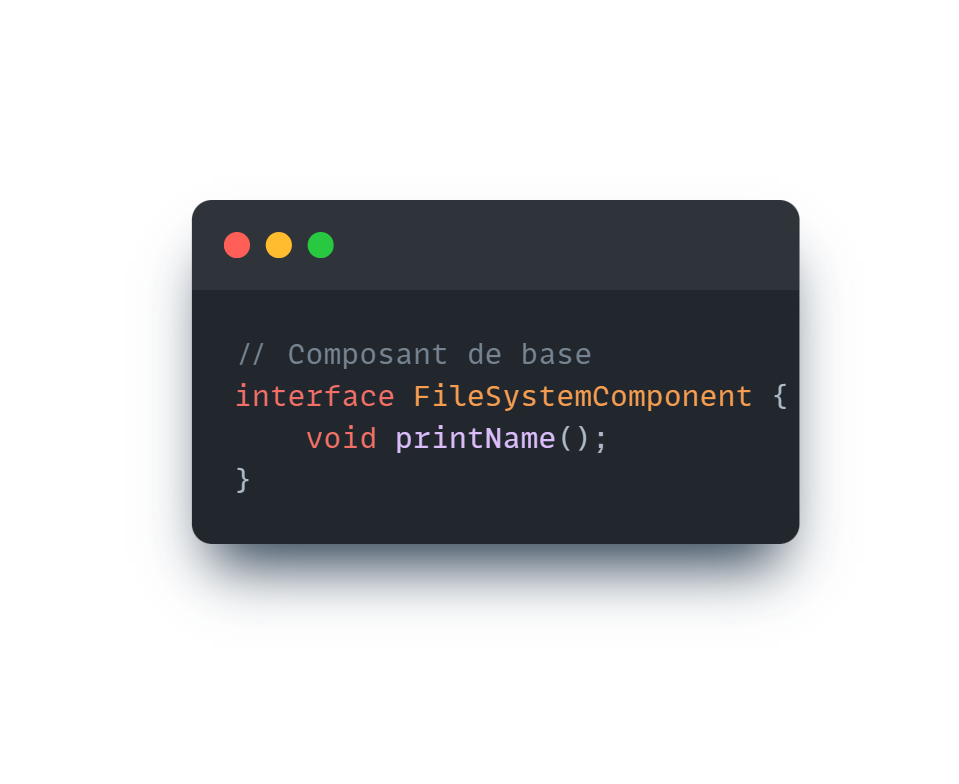 // Composant de base
interface FileSystemComponent {
    void printName();
}